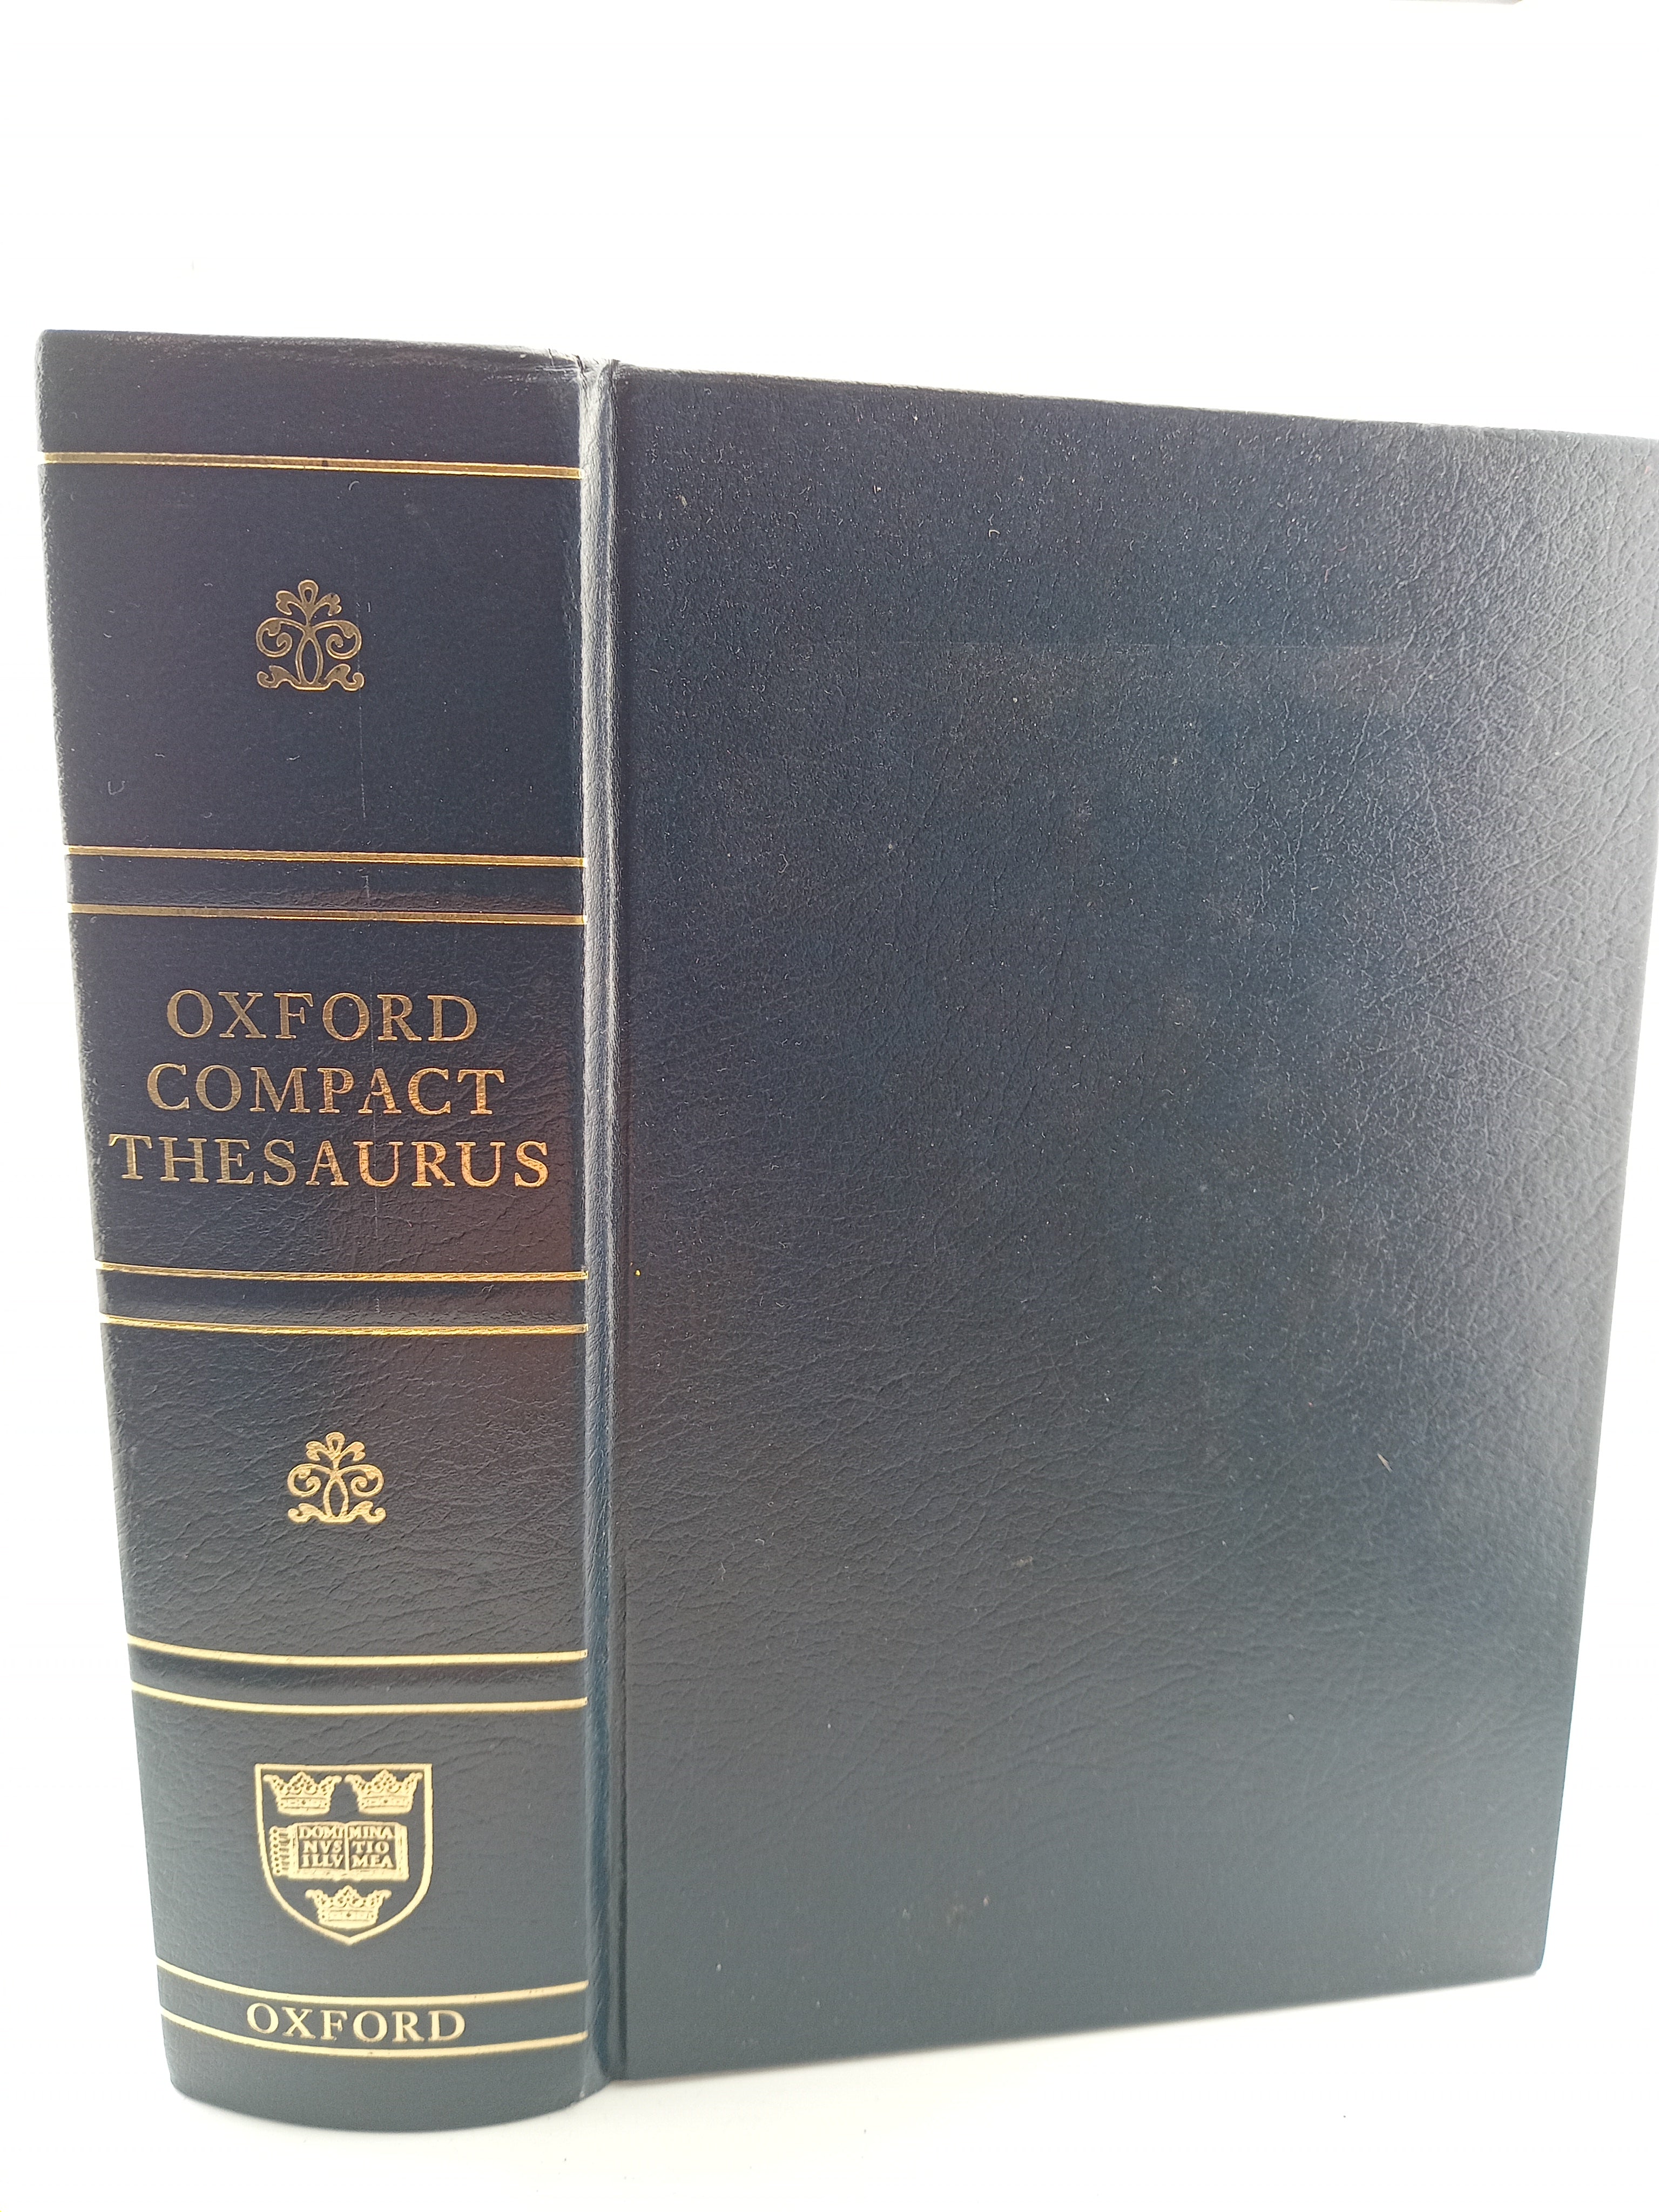 OXFORD
COMPACT
THESAURUS
DOMI MINA
NVS TIO
ILLV MEA
OXFORD